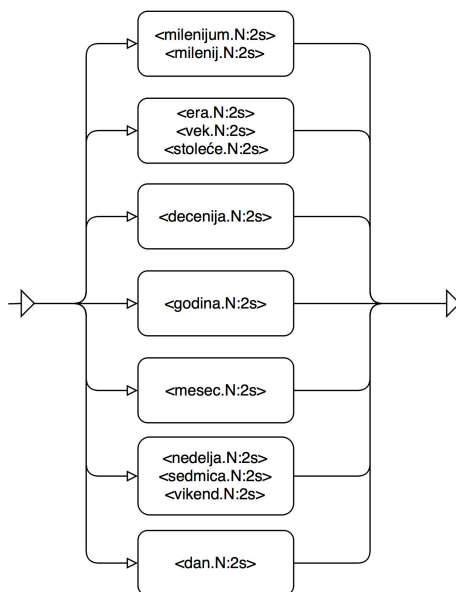 <milenijum.N:2s>
<milenij.N:2s>
<era.N:2s>
<vek.N:2s>
<stoleće.N:2s>
<decenija.N:2s>
<godina.N:2s>
<mesec.N:2s>
<nedelja.N:2s>
<sedmica.N:2s>
<vikend.N:2s>
<dan.N:2s>